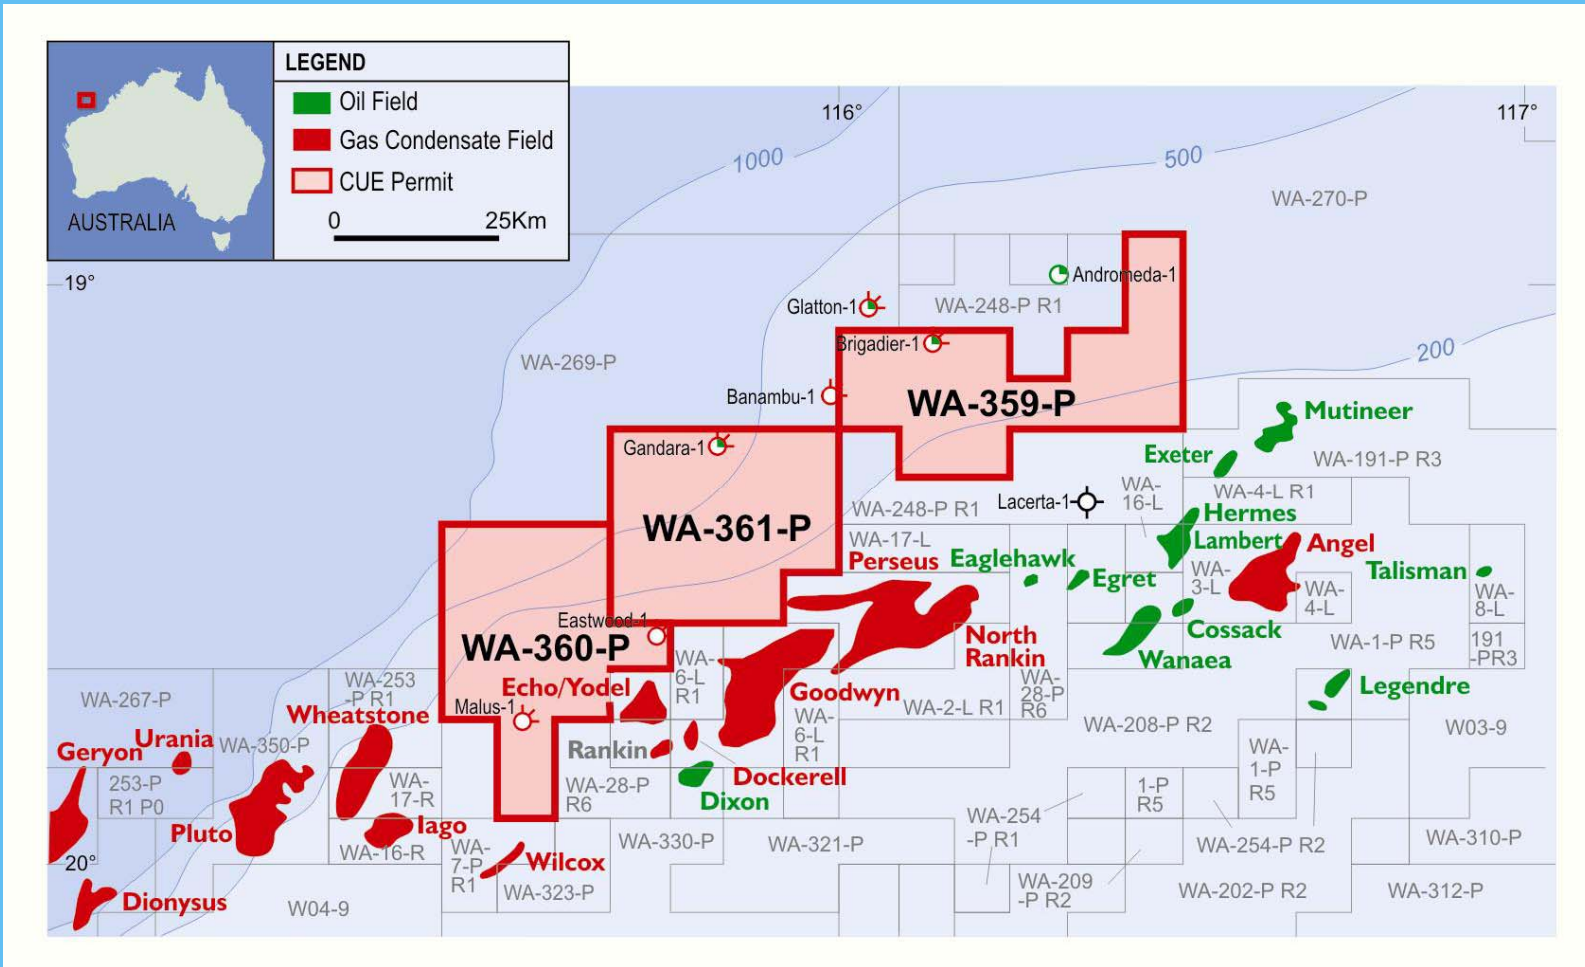 LEGEND
Oil Field
Gas Condensate Field
CUE Permit
0 25Km
AUSTRALIA
116°
117°
1000
500
WA-270-P
19°
Andromeda-1
Glatton-1
WA-248-P R1
Brigadier-1
200
WA-269-P
Banambu-1
WA-359-P
Mutineer
Gandara-1
Exeter
WA-191-P R3
WA-
16-L
WA-4-L R1
Lacerta-1
WA-248-P R1
Hermes
WA-361-P
WA-17-L
Lambert
Angel
Perseus
Eaglehawk
Egret
WA-
3-L
Talisman
WA-
4-L
WA-
8-L
Eastwood-1
WA-360-P
North
Rankin
Cossack
Wanaea
WA-1-P R5
191
-PR3
WA-
6-L
R1
WA-253
-P R1
Echo/Yodel
Goodwyn
WA-2-L R1
WA-
28-P
R6
Legendre
WA-267-P
Malus-1
Wheatstone
WA-
6-L
R1
WA-208-P R2
W03-9
Urania
Geryon
WA-350-P
Rankin
Dockerell
WA-
1-P
R5
253-P
R1 P0
WA-
17-R
WA-28-P
R6
Dixon
1-P
R5
Pluto
Iago
WA-254
-P R1
WA-16-R
WA-
7-P
R1
WA-330-P
WA-321-P
WA-254-P R2
WA-310-P
20°
Wilcox
WA-323-P
WA-209
-P R2
WA-202-P R2
WA-312-P
Dionysus
W04-9